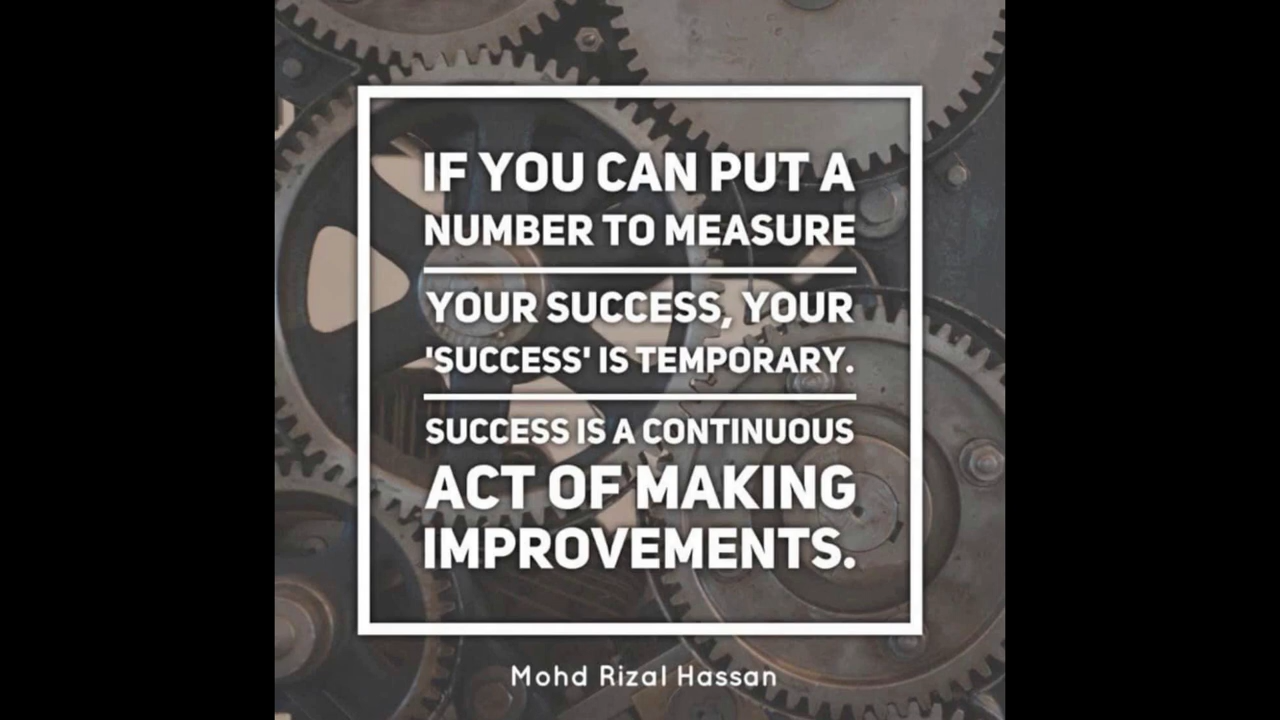 IF YOU CAN PUT A
NUMBER TO MEASURE
YOUR SUCCESS, YOUR
'SUCCESS' IS TEMPORARY.
SUCCESS IS A CONTINUOUS
ACT OF MAKING
IMPROVEMENTS.
Mohd Rizal Hassan